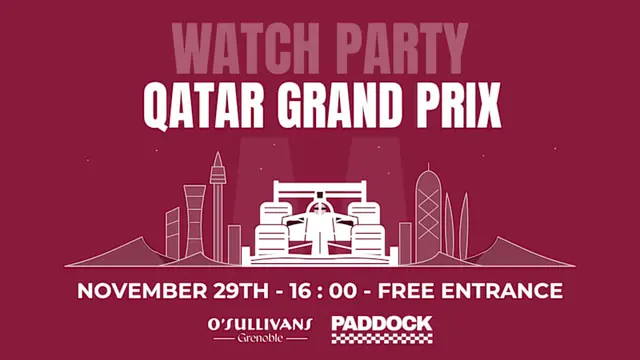 WATCH PARTY
QATAR GRAND PRIX
NOVEMBER 29TH - 16 : 00 - FREE ENTRANCE
O'SULLIVANS PADDOCK
Grenoble